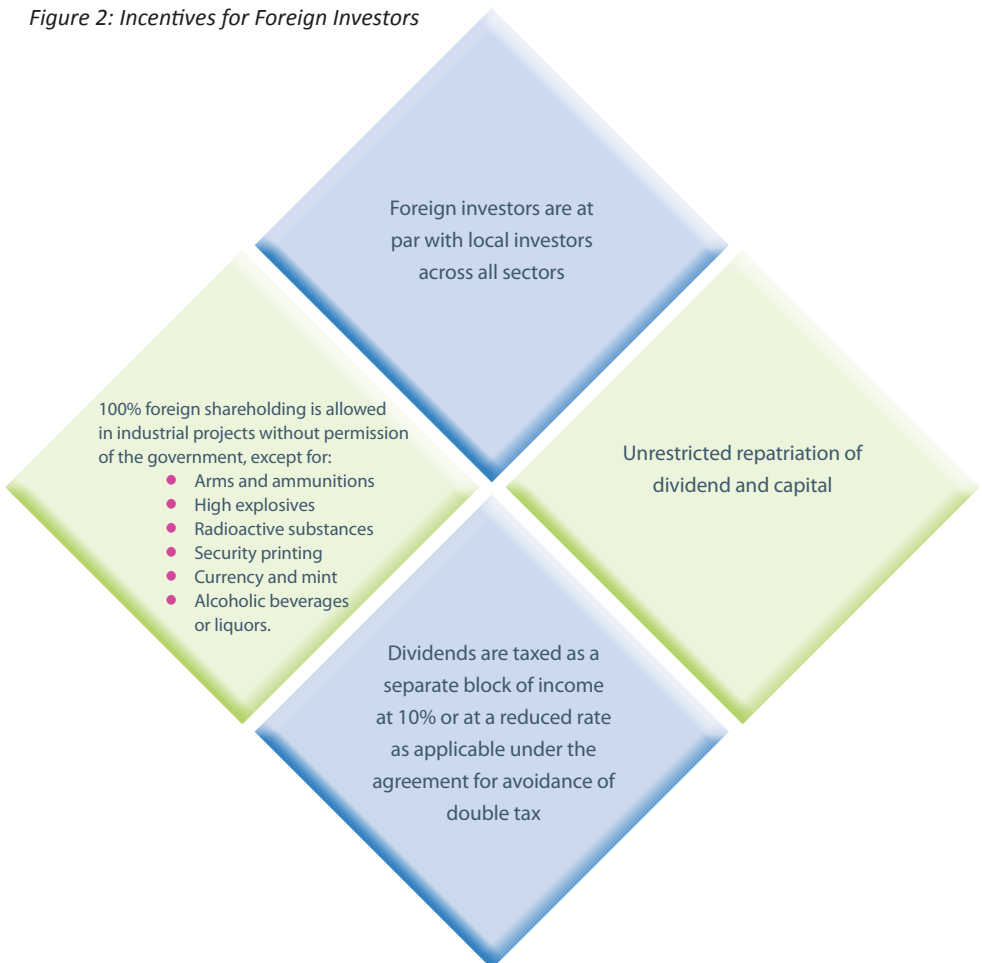 Figure 2: Incentives for Foreign Investors
Foreign investors are at
par with local investors
across all sectors
100% foreign shareholding is allowed
in industrial projects without permission
of the government, except for:
• Arms and ammunitions
• High explosives
• Radioactive substances
• Security printing
• Currency and mint
• Alcoholic beverages
or liquors.
Unrestricted repatriation of
dividend and capital
Dividends are taxed as a
separate block of income
at 10% or at a reduced rate
as applicable under the
agreement for avoidance of
double tax